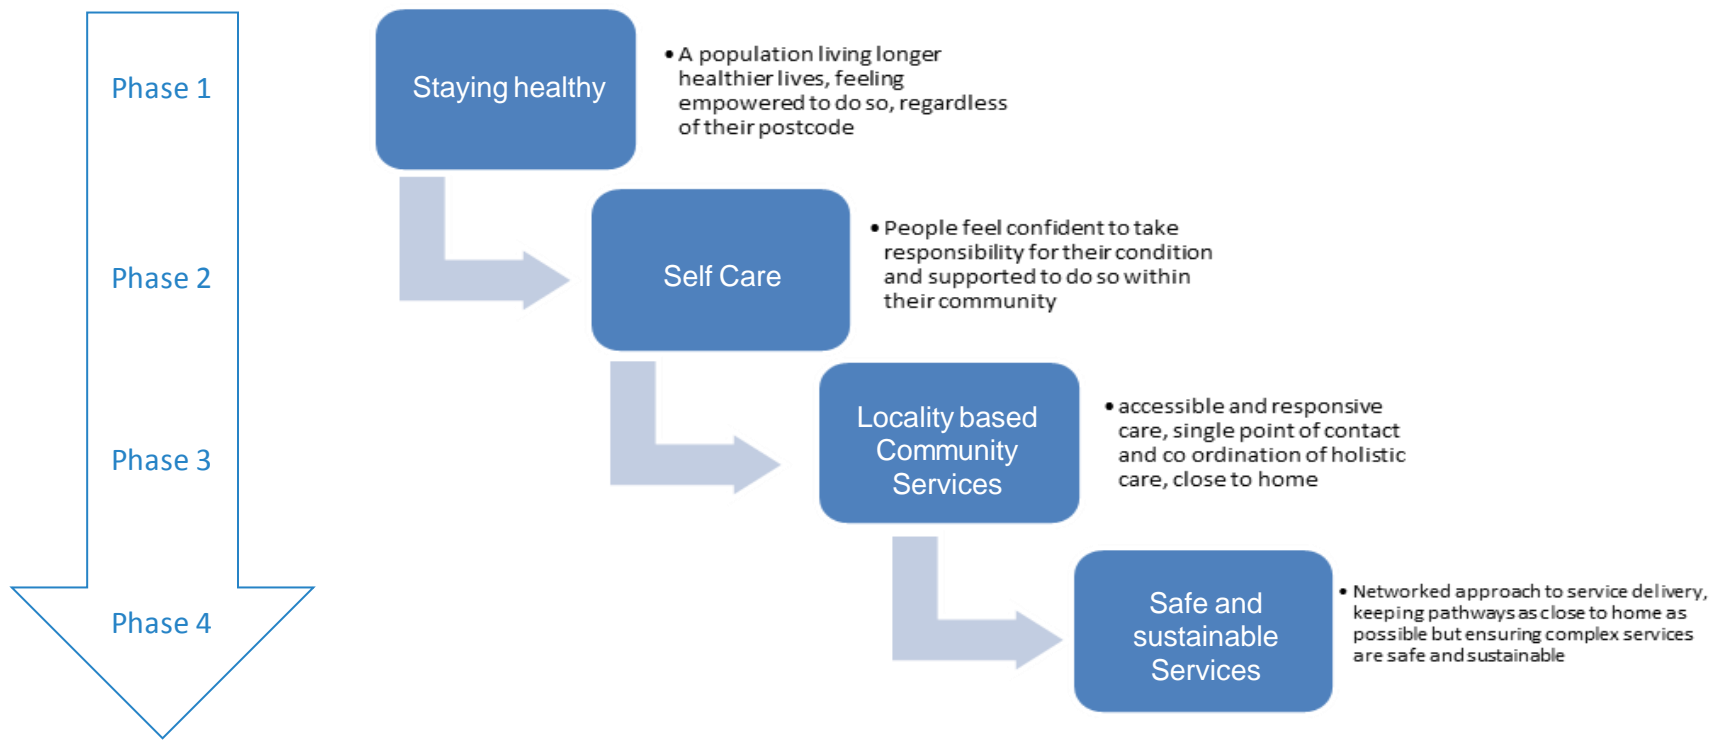 Phase 1
Staying healthy
• A population living longer
healthier lives, feeling
empowered to do so, regardless
of their postcode
Phase 2
Self Care
• People feel confident to take
responsibility for their condition
and supported to do so within
their community
Phase 3
Locality based
Community
Services
• accessible and responsive
care, single point of contact
and co ordination of holistic
care, close to home
Phase 4
Safe and
sustainable
Services
• Networked approach to service delivery,
keeping pathways as close to home as
possible but ensuring complex services
are safe and sustainable